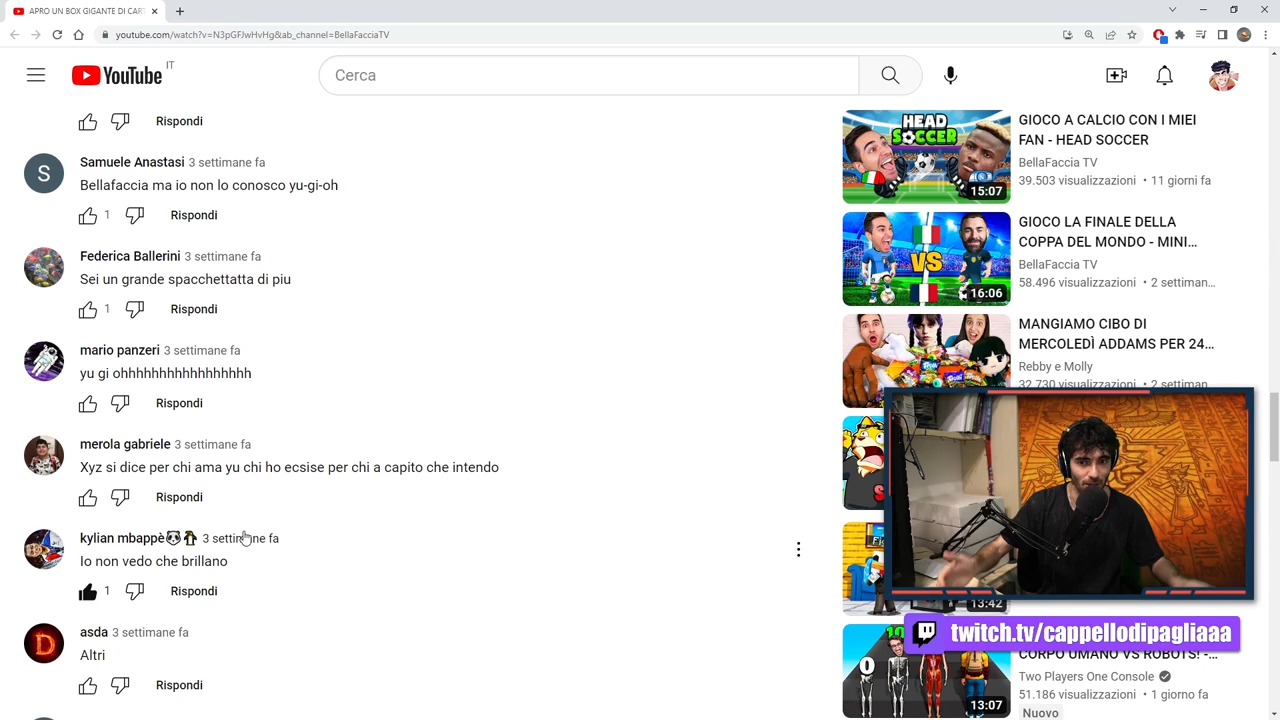 APRO UN BOX GIGANTE DI CAR
youtube.com/watch?v=N3pGFJwHvHg&ab_channel=BellaFacciaTV
YouTube IT
Cerca
Rispondi
Samuele Anastasi 3 settimane fa
Bellafaccia ma io non lo conosco yu-gi-oh
1 Rispondi
Federica Ballerini 3 settimane fa
Sei un grande spacchettatta di piu
1 Rispondi
mario panzeri 3 settimane fa
yu gi ohhhhhhhhhhhhhhhhh
Rispondi
merola gabriele 3 settimane fa
Xyz si dice per chi ama yu chi ho ecsise per chi a capito che intendo
Rispondi
kylian mbappè🐼🐧 3 settimane fa
Io non vedo che brillano
1 Rispondi
asda 3 settimane fa
Altri
Rispondi
HEAD
SOCCER
15:07
GIOCO A CALCIO CON I MIEI
FAN - HEAD SOCCER
BellaFaccia TV
39.503 visualizzazioni • 11 giorni fa
VS
16:06
GIOCO LA FINALE DELLA
COPPA DEL MONDO - MINI...
BellaFaccia TV
58.496 visualizzazioni • 2 settiman...
MANGIAMO CIBO DI
MERCOLEDÌ ADDAMS PER 24...
Rebby e Molly
32.730 visualizzazioni • 2 settiman...
13:42
twitch.tv/cappellodipagliaaa
CORPO UMANO VS ROBOTS! -...
Two Players One Console
51.186 visualizzazioni • 1 giorno fa
Nuovo
0
13:07